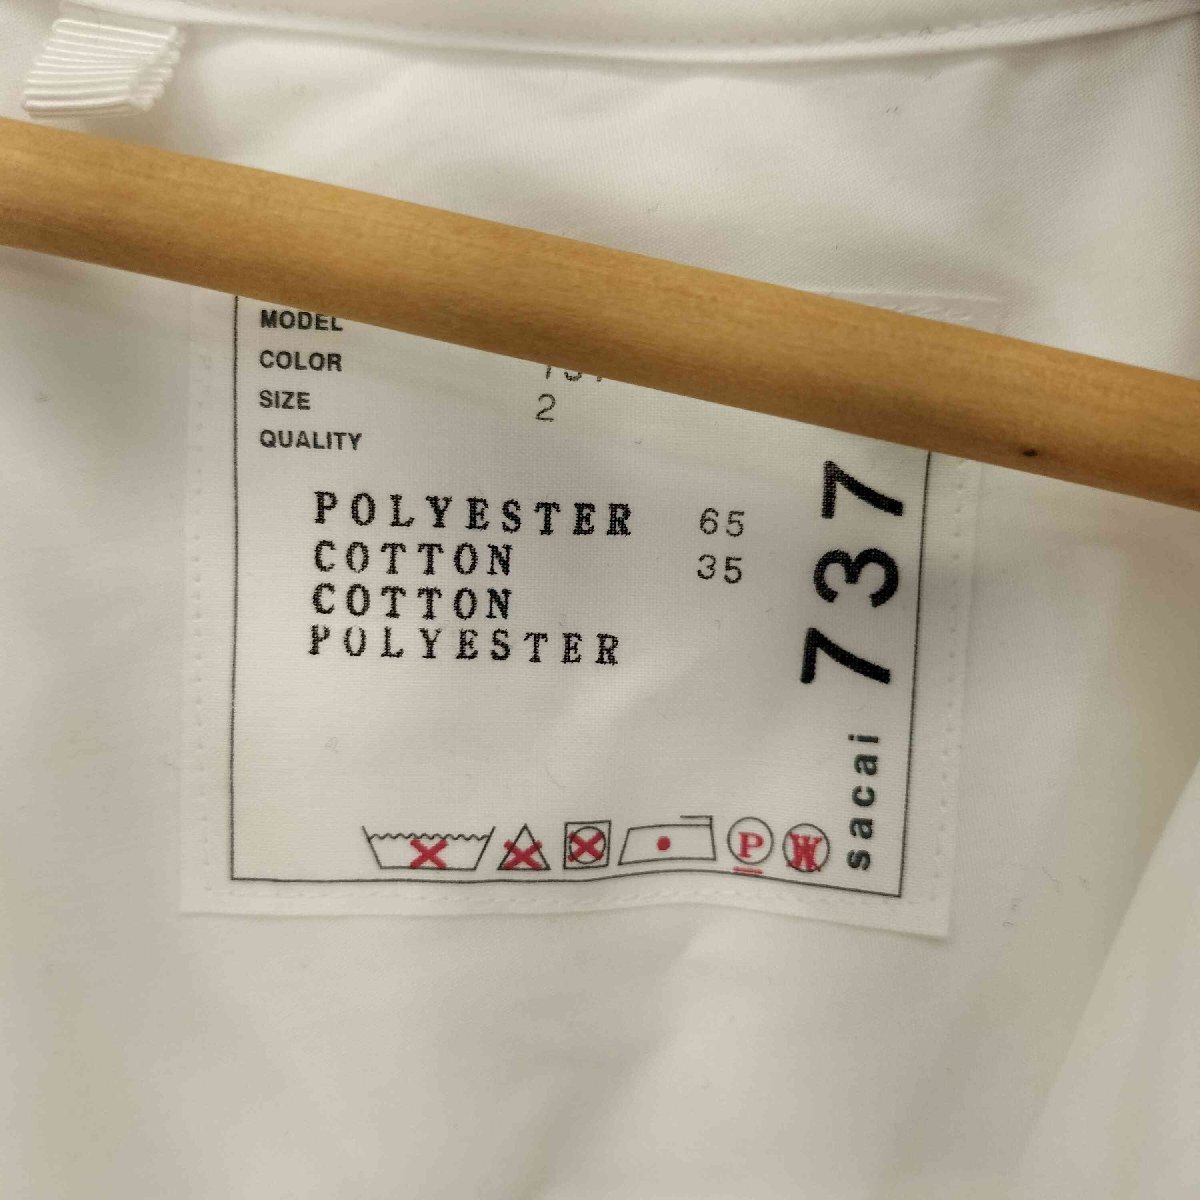 MODEL
COLOR
SIZE 2
QUALITY
POLYESTER 65
COTTON 35
COTTON
POLYESTER
sacai 737
P
W